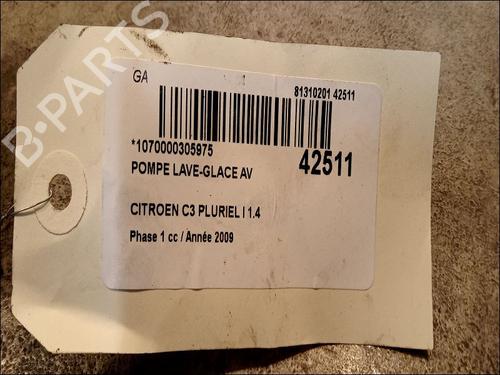 GA 1 81310201 42511
*1070000305975 42511
POMPE LAVE-GLACE AV
CITROEN C3 PLURIEL I 1.4
Phase 1 cc / Année 2009
B-PARTS